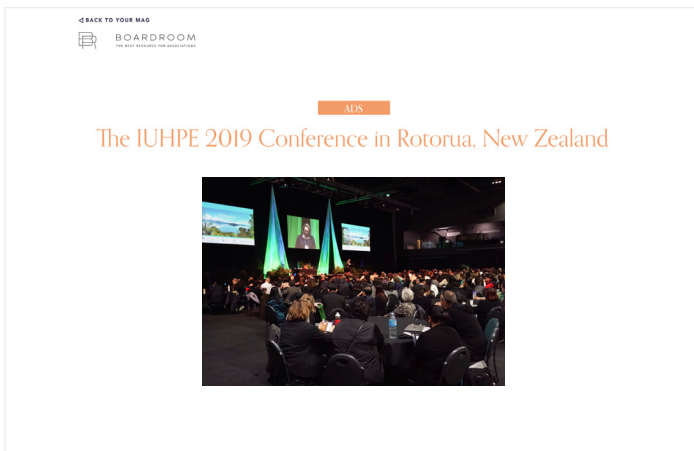 BACK TO YOUR MAG
BOARDROOM
THE BEST RESOURCE FOR ASSOCIATIONS
ADS
The IUHPE 2019 Conference in Rotorua, New Zealand